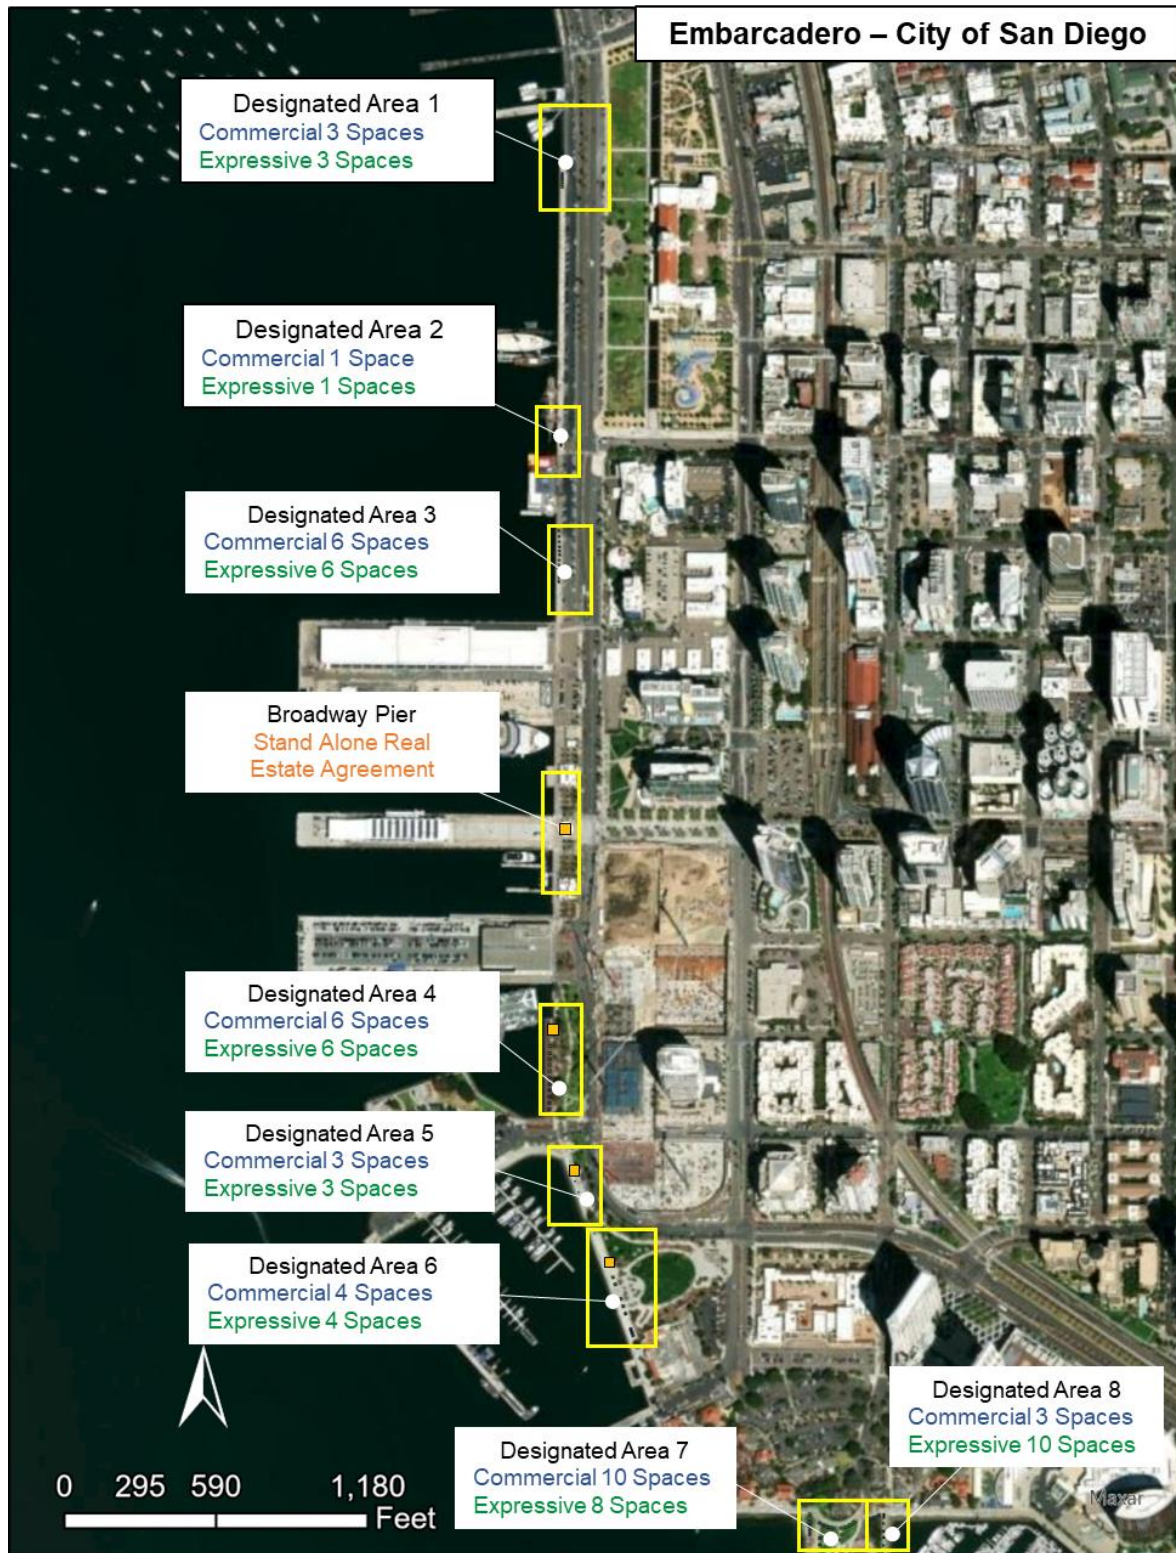 Embarcadero – City of San Diego
Designated Area 1
Commercial 3 Spaces
Expressive 3 Spaces
Designated Area 2
Commercial 1 Space
Expressive 1 Spaces
Designated Area 3
Commercial 6 Spaces
Expressive 6 Spaces
Broadway Pier
Stand Alone Real
Estate Agreement
Designated Area 4
Commercial 6 Spaces
Expressive 6 Spaces
Designated Area 5
Commercial 3 Spaces
Expressive 3 Spaces
Designated Area 6
Commercial 4 Spaces
Expressive 4 Spaces
Designated Area 8
Commercial 3 Spaces
Expressive 10 Spaces
Designated Area 7
Commercial 10 Spaces
Expressive 8 Spaces
0 295 590 1,180
Feet
Maxar